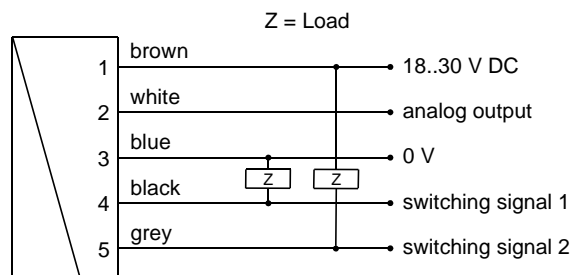 Z = Load
1 brown 18..30 V DC
2 white analog output
3 blue 0 V
Z Z
4 black switching signal 1
5 grey switching signal 2